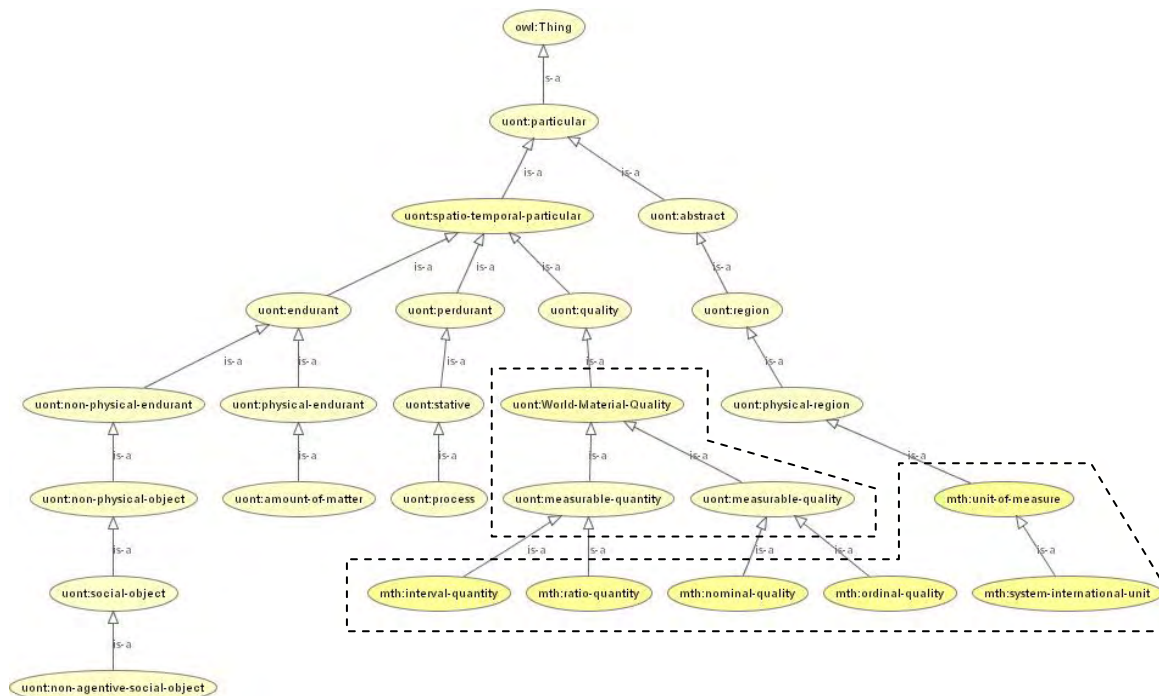 owl:Thing
is-a
uont:particular
is-a
is-a
uont:spatio-temporal-particular
uont:abstract
is-a
is-a
is-a
is-a
uont:endurant
uont:perdurant
uont:quality
uont:region
is-a
is-a
is-a
is-a
is-a
uont:non-physical-endurant
uont:physical-endurant
uont:stative
uont:World-Material-Quality
uont:physical-region
is-a
is-a
is-a
is-a
is-a
is-a
uont:non-physical-object
uont:amount-of-matter
uont:process
uont:measurable-quantity
uont:measurable-quality
mth:unit-of-measure
is-a
is-a
is-a
is-a
is-a
is-a
uont:social-object
mth:interval-quantity
mth:ratio-quantity
mth:nominal-quality
mth:ordinal-quality
mth:system-international-unit
is-a
uont:non-agentive-social-object